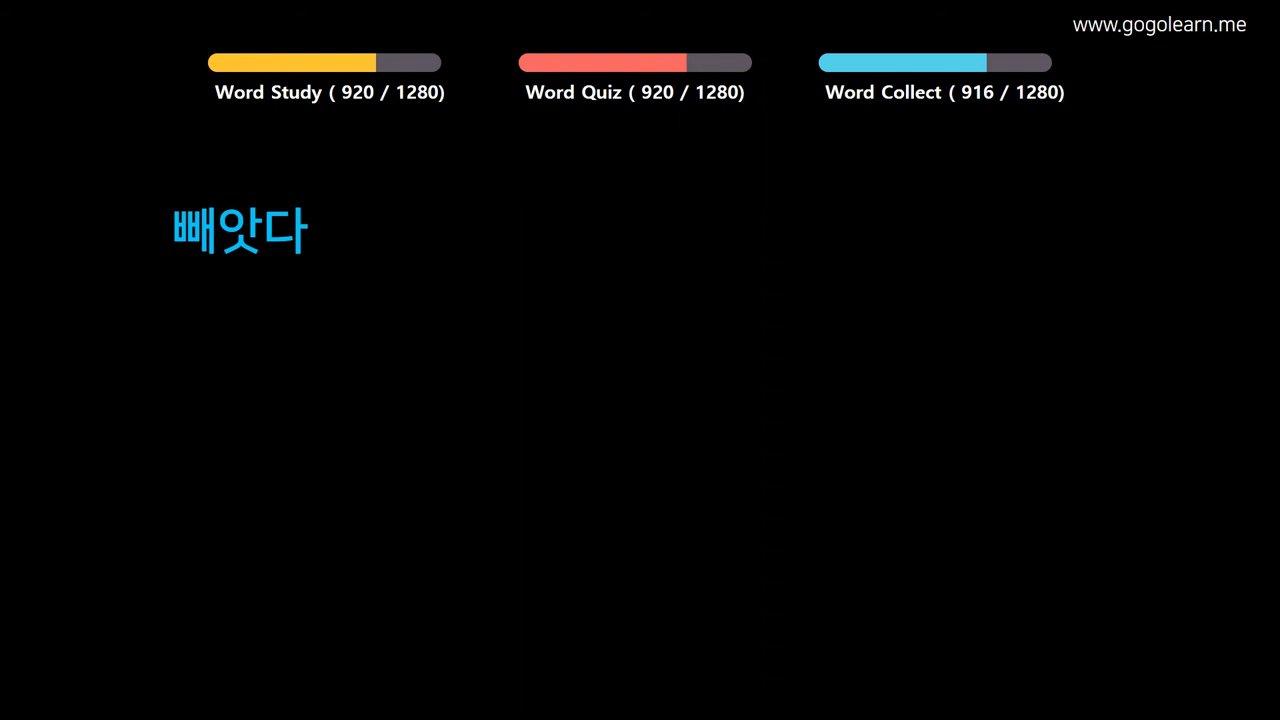 www.gogolearn.me
Word Study ( 920 / 1280)
Word Quiz ( 920 / 1280)
Word Collect ( 916 / 1280)
빼앗다